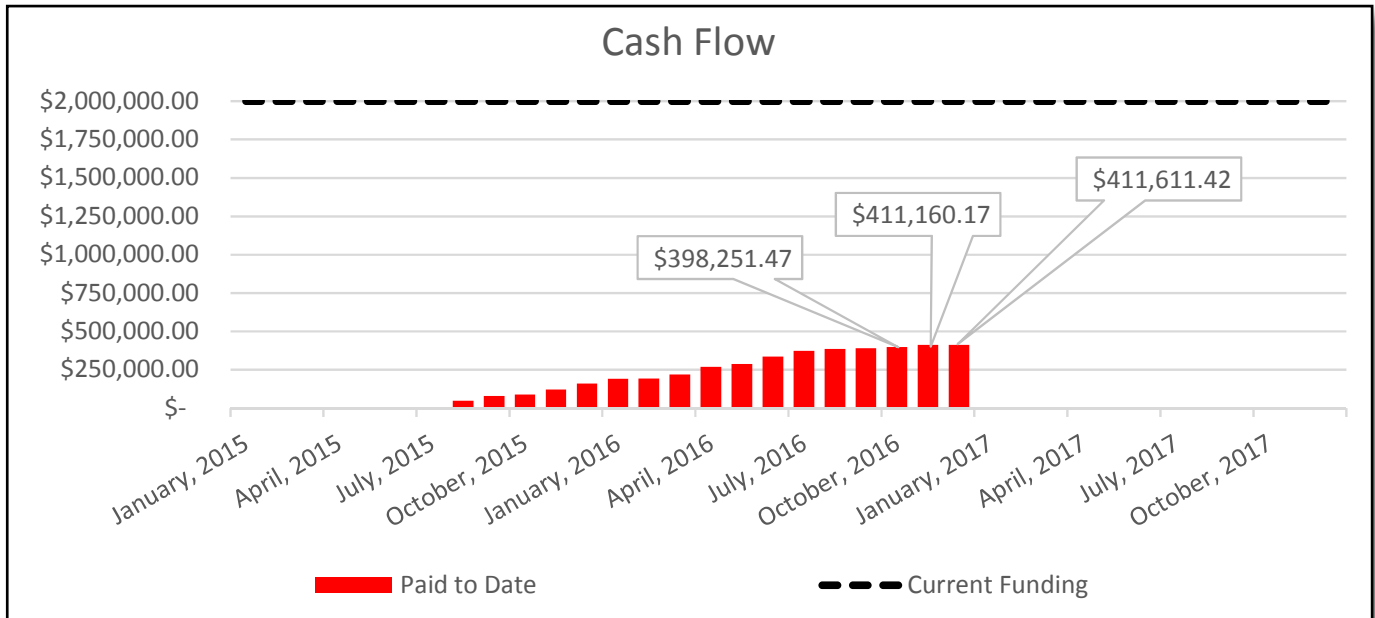 Cash Flow
$2,000,000.00
$1,750,000.00
$1,500,000.00
$1,250,000.00
$1,000,000.00
$750,000.00
$500,000.00
$250,000.00
$-
$398,251.47
$411,160.17
$411,611.42
January, 2015
April, 2015
July, 2015
October, 2015
January, 2016
April, 2016
July, 2016
October, 2016
January, 2017
April, 2017
July, 2017
October, 2017
Paid to Date
Current Funding